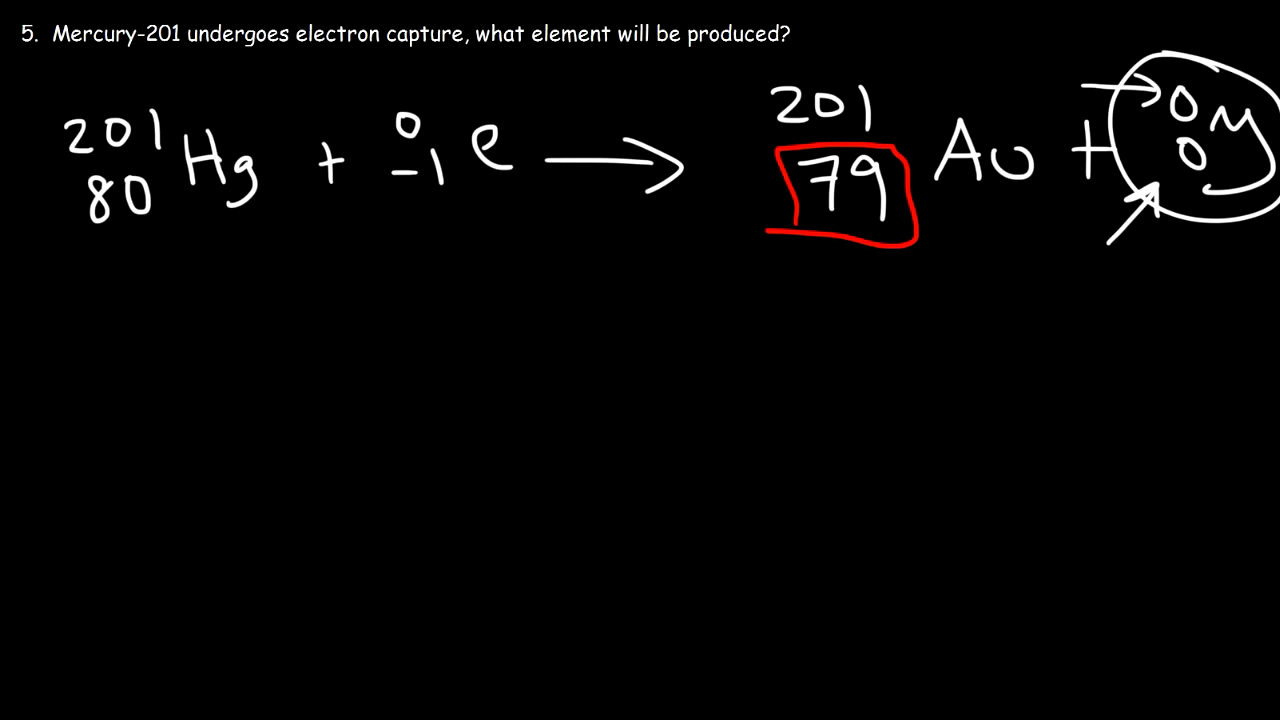 5. Mercury-201 undergoes electron capture, what element will be produced?
201 0 201 0
80 Hg + -1 e → 79 Au + 0 γ